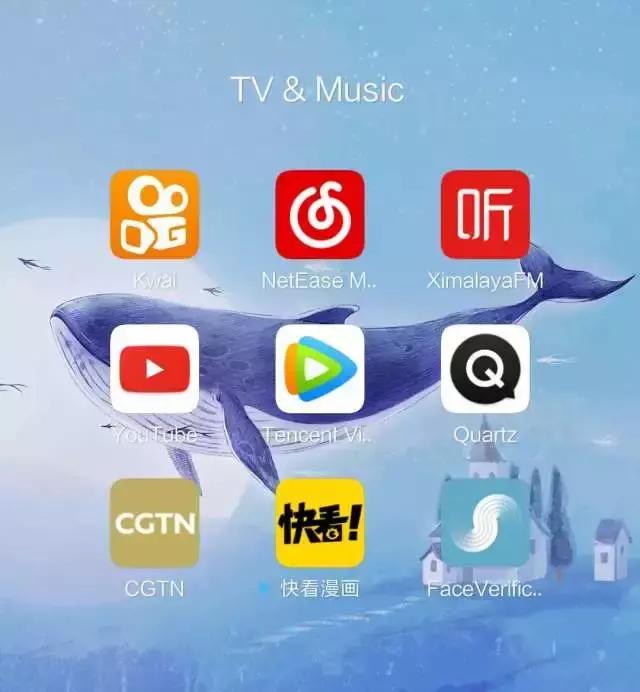 TV & Music
听
Kwai
NetEase M..
XimalayaFM
Q
YouTube
Tencent Vi..
Quartz
CGTN
快看!
CGTN
快看漫画
FaceVerific..